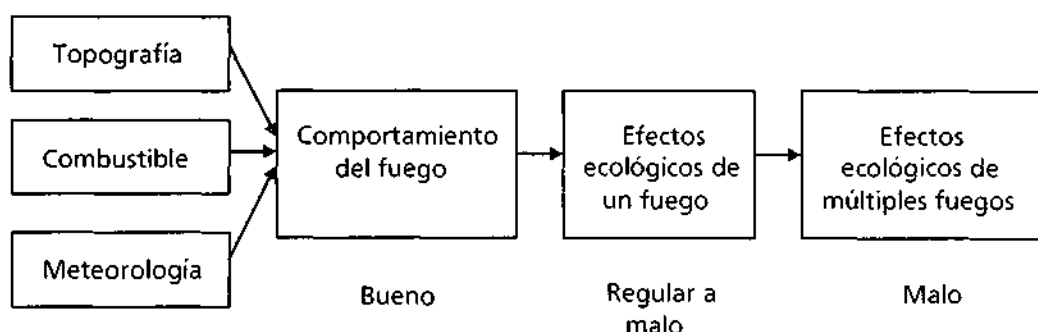 Topografía
Combustible
Meteorología
Comportamiento
del fuego
Efectos
ecológicos de
un fuego
Efectos
ecológicos de
múltiples fuegos
Bueno
Regular a
malo
Malo